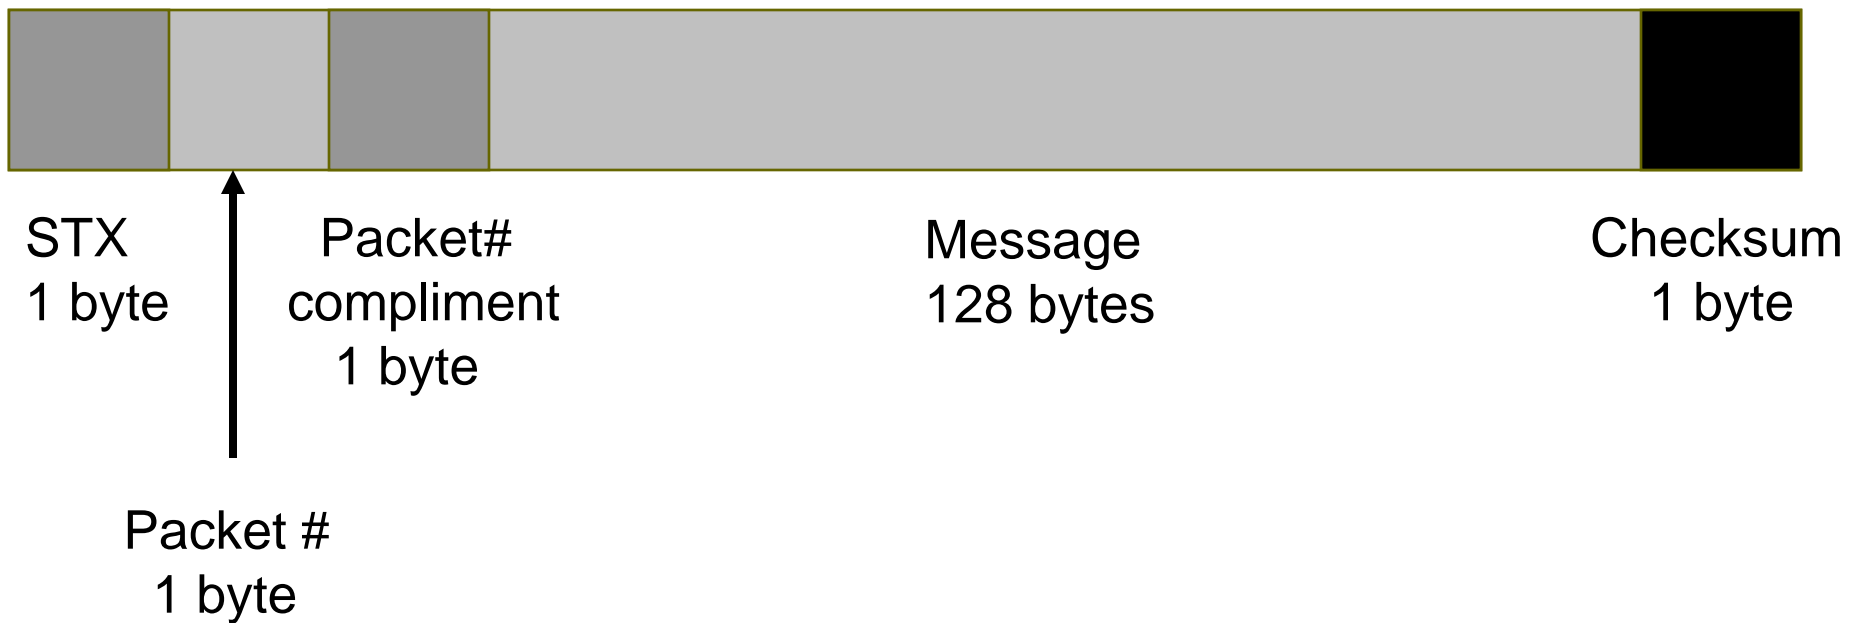 STX
1 byte
Packet #
1 byte
Packet#
compliment
1 byte
Message
128 bytes
Checksum
1 byte